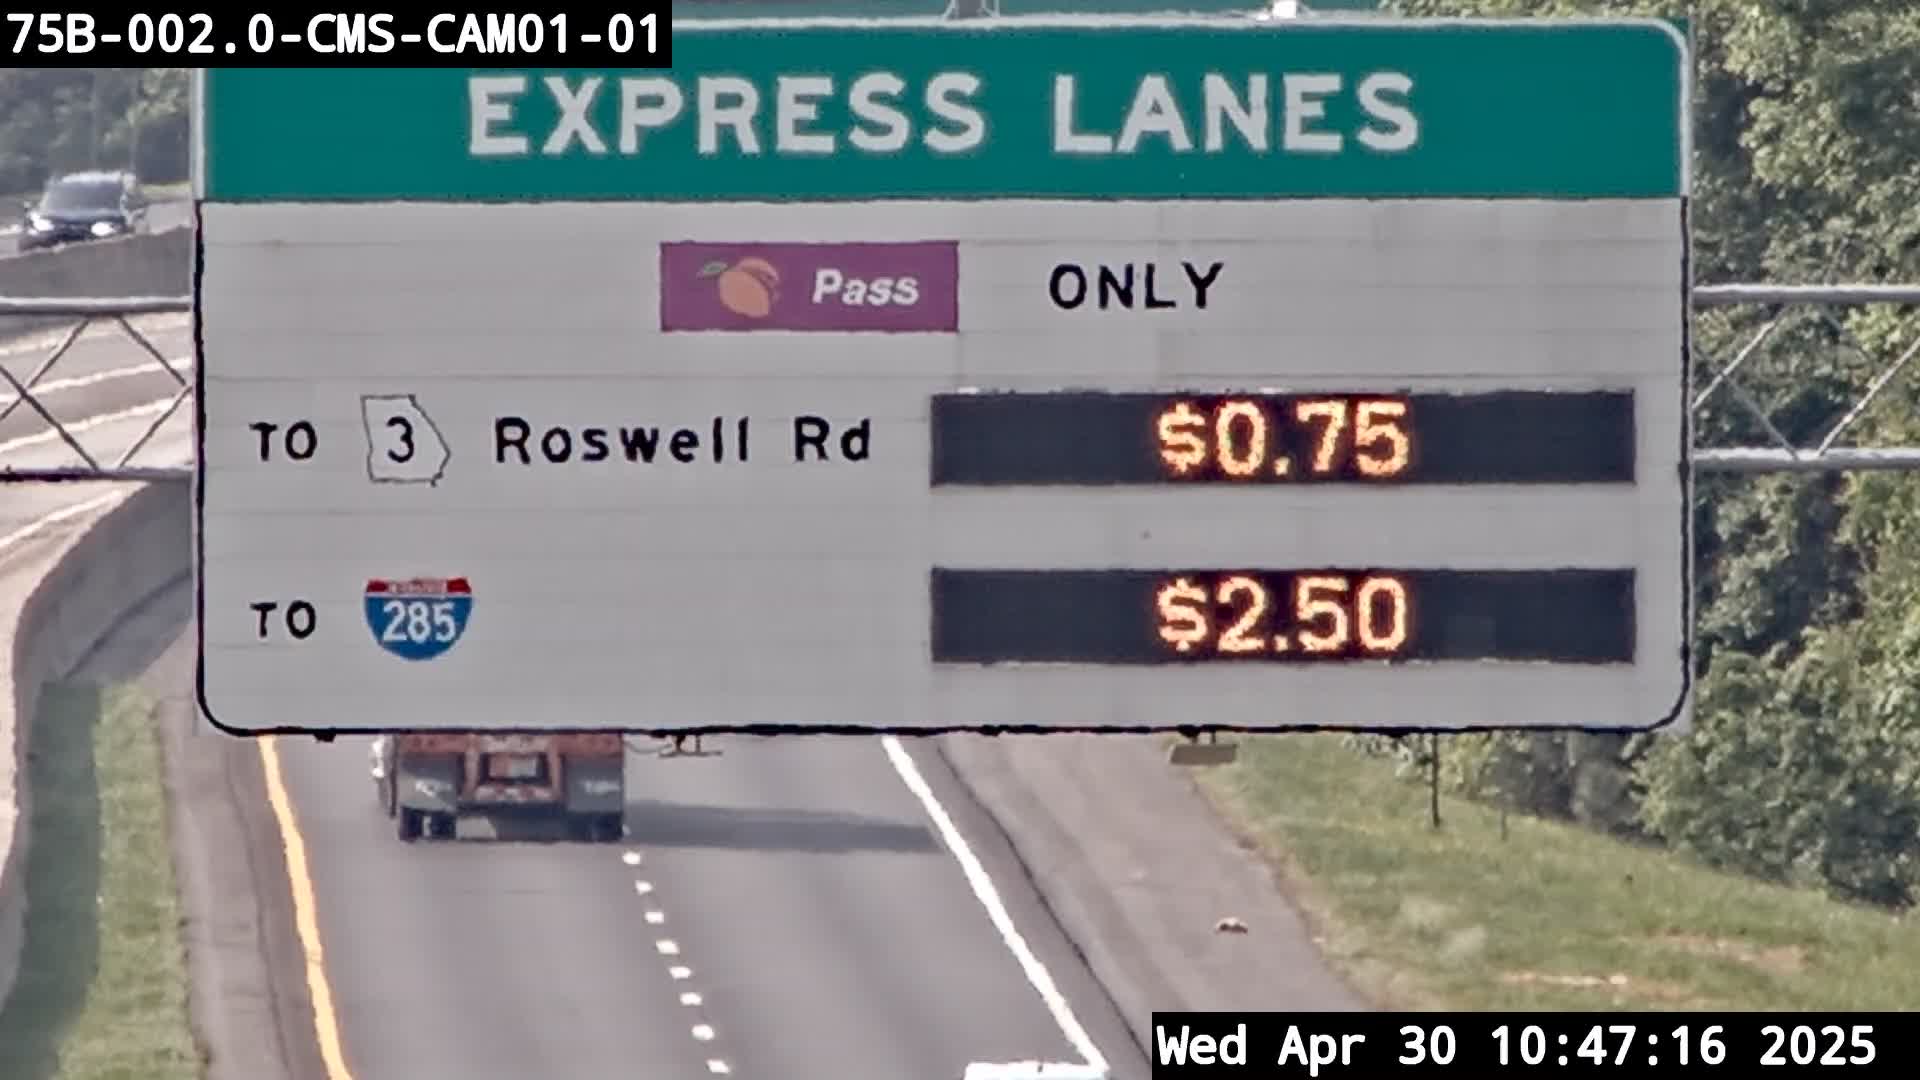 75B-002.0-CMS-CAM01-01
EXPRESS LANES
Pass ONLY
TO 3 Roswell Rd $0.75
TO 285 $2.50
Wed Apr 30 10:47:16 2025